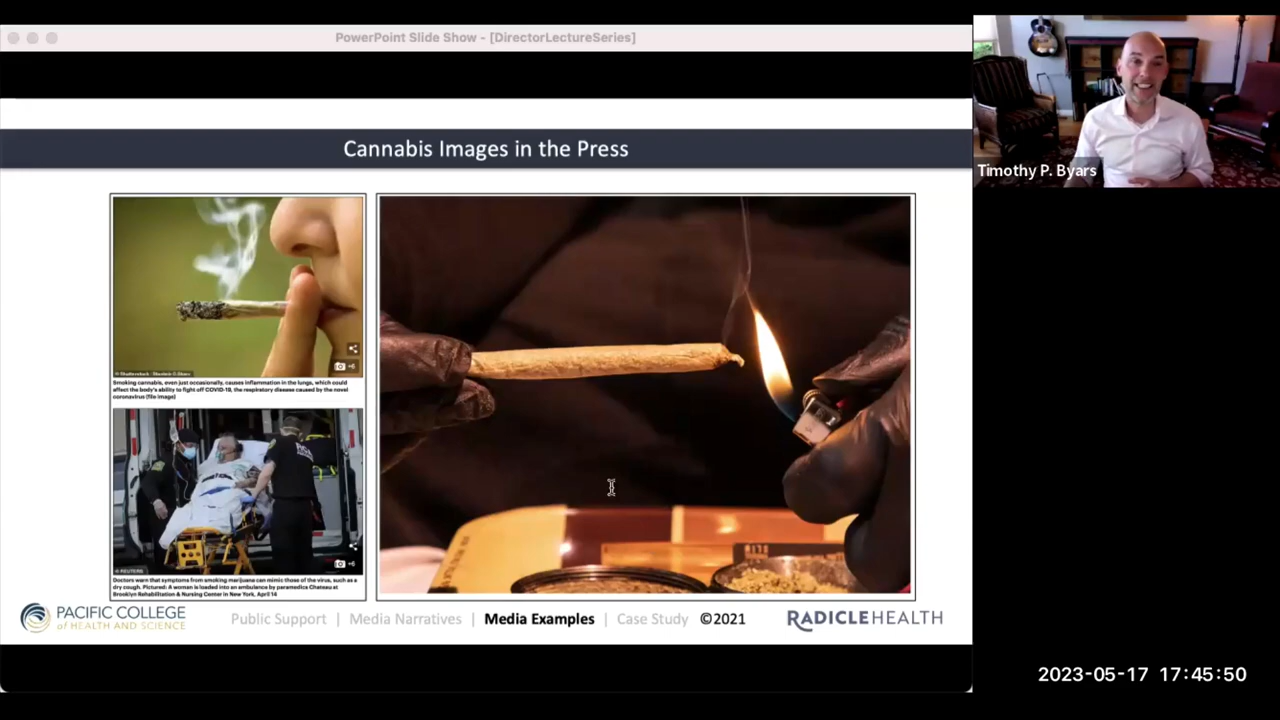 PowerPoint Slide Show - [DirectorLectureSeries]
Cannabis Images in the Press
Timothy P. Byars
Smoking cannabis, even just occasionally, causes inflammation in the lungs, which could
affect the body's ability to fight off COVID-19, the respiratory disease caused by the novel
coronavirus (file image)
+6
© REUTERS
+6
Doctors warn that symptoms from smoking marijuana can mimic those of the virus, such as a
dry cough. Pictured: A woman is loaded into an ambulance by paramedics Chateau at
Brooklyn Rehabilitation & Nursing Center in New York, April 14
PACIFIC COLLEGE
of HEALTH AND SCIENCE
Public Support | Media Narratives | Media Examples | Case Study ©2021
RADICLEHEALTH
2023-05-17 17:45:50